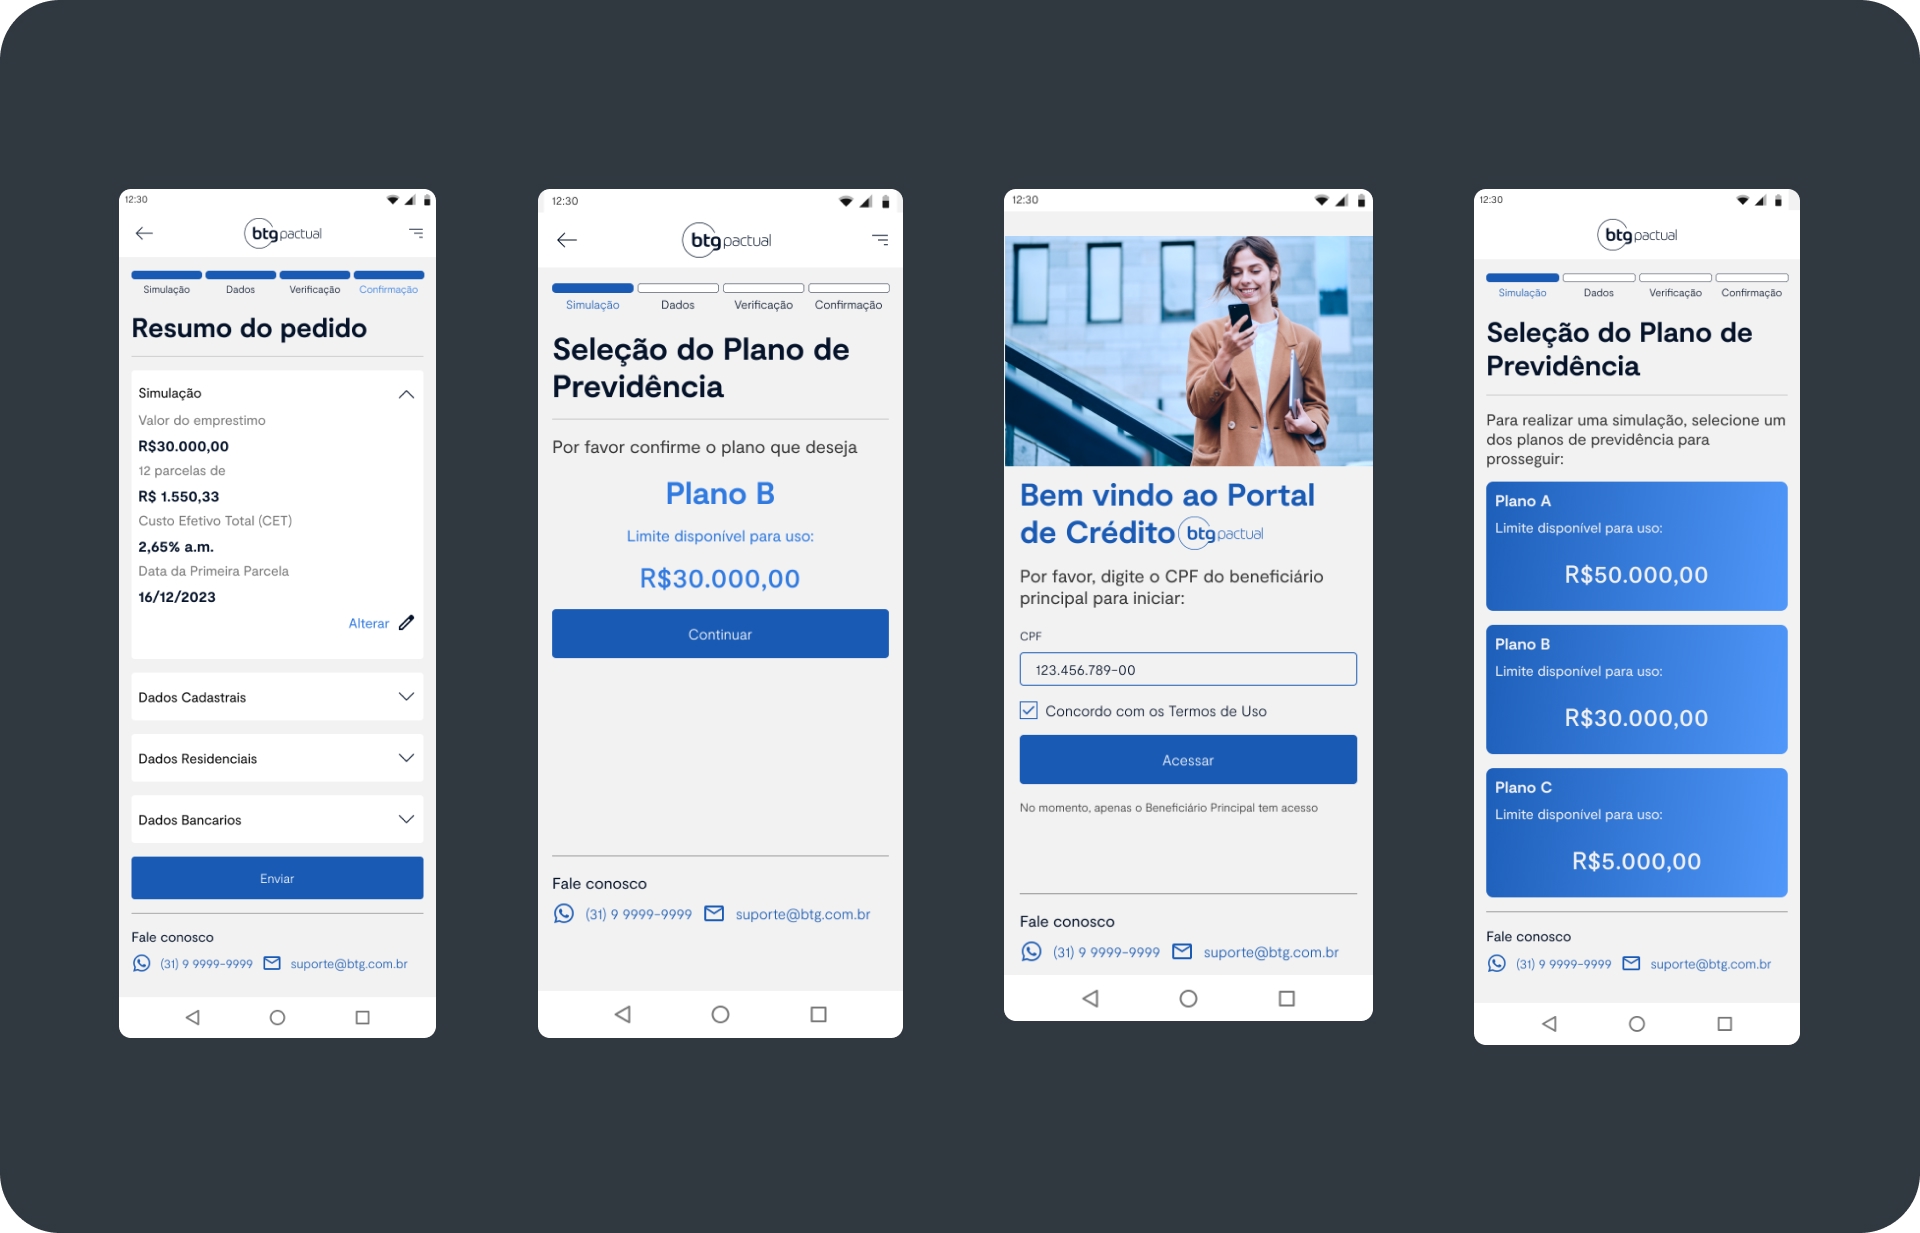 12:30
btg pactual
Simulação
Dados
Verificação
Confirmação
Resumo do pedido
Simulação
Valor do emprestimo
R$30.000,00
12 parcelas de
R$ 1.550,33
Custo Efetivo Total (CET)
2,65% a.m.
Data da Primeira Parcela
16/12/2023
Alterar
Dados Cadastrais
Dados Residenciais
Dados Bancarios
Enviar
Fale conosco
(31) 9 9999-9999
suporte@btg.com.br
12:30
btg pactual
Simulação
Dados
Verificação
Confirmação
Seleção do Plano de
Previdência
Por favor confirme o plano que deseja
Plano B
Limite disponível para uso:
R$30.000,00
Continuar
Fale conosco
(31) 9 9999-9999
suporte@btg.com.br
12:30
Bem vindo ao Portal
de Crédito btg pactual
Por favor, digite o CPF do beneficiário
principal para iniciar:
CPF
123.456.789-00
Concordo com os Termos de Uso
Acessar
No momento, apenas o Beneficiário Principal tem acesso
Fale conosco
(31) 9 9999-9999
suporte@btg.com.br
12:30
btg pactual
Simulação
Dados
Verificação
Confirmação
Seleção do Plano de
Previdência
Para realizar uma simulação, selecione um
dos planos de previdência para
prosseguir:
Plano A
Limite disponível para uso:
R$50.000,00
Plano B
Limite disponível para uso:
R$30.000,00
Plano C
Limite disponível para uso:
R$5.000,00
Fale conosco
(31) 9 9999-9999
suporte@btg.com.br